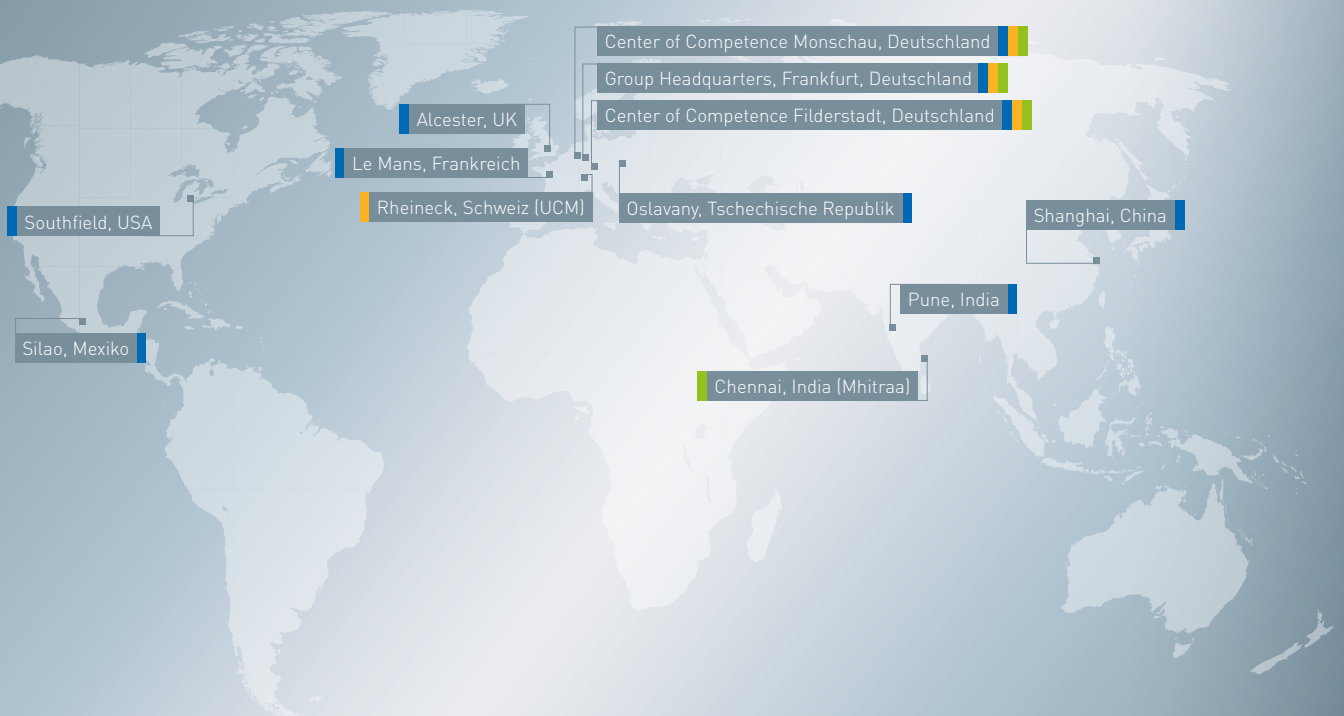 Center of Competence Monschau, Deutschland
Group Headquarters, Frankfurt, Deutschland
Center of Competence Filderstadt, Deutschland
Alcester, UK
Le Mans, Frankreich
Rheineck, Schweiz (UCM)
Oslavany, Tschechische Republik
Southfield, USA
Shanghai, China
Pune, India
Silao, Mexiko
Chennai, India (Mhitraa)